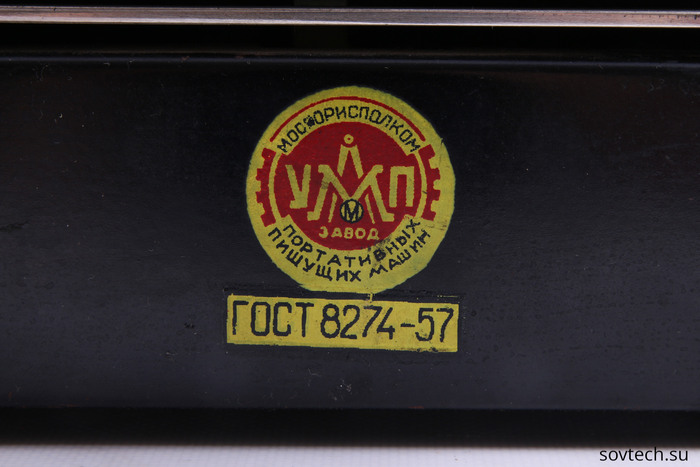 МОСГОРИСПОЛКОМ
УМП
М
ЗАВОД
ПОРТАТИВНЫХ
ПИШУЩИХ МАШИН
ГОСТ 8274-57
sovtech.su